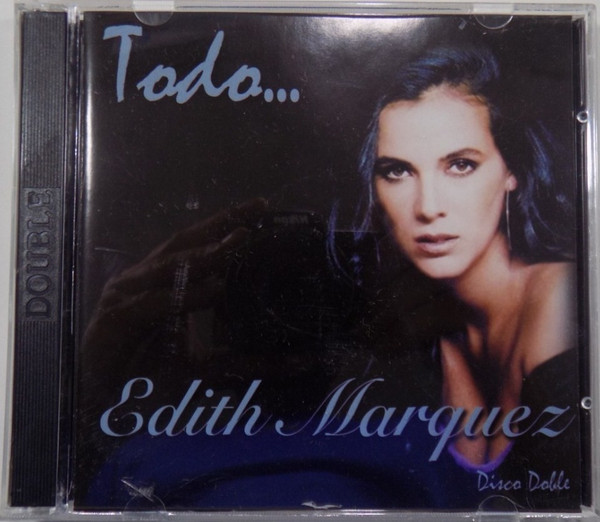 Todo...
DOUBLE
Edith Marquez
Disco Doble